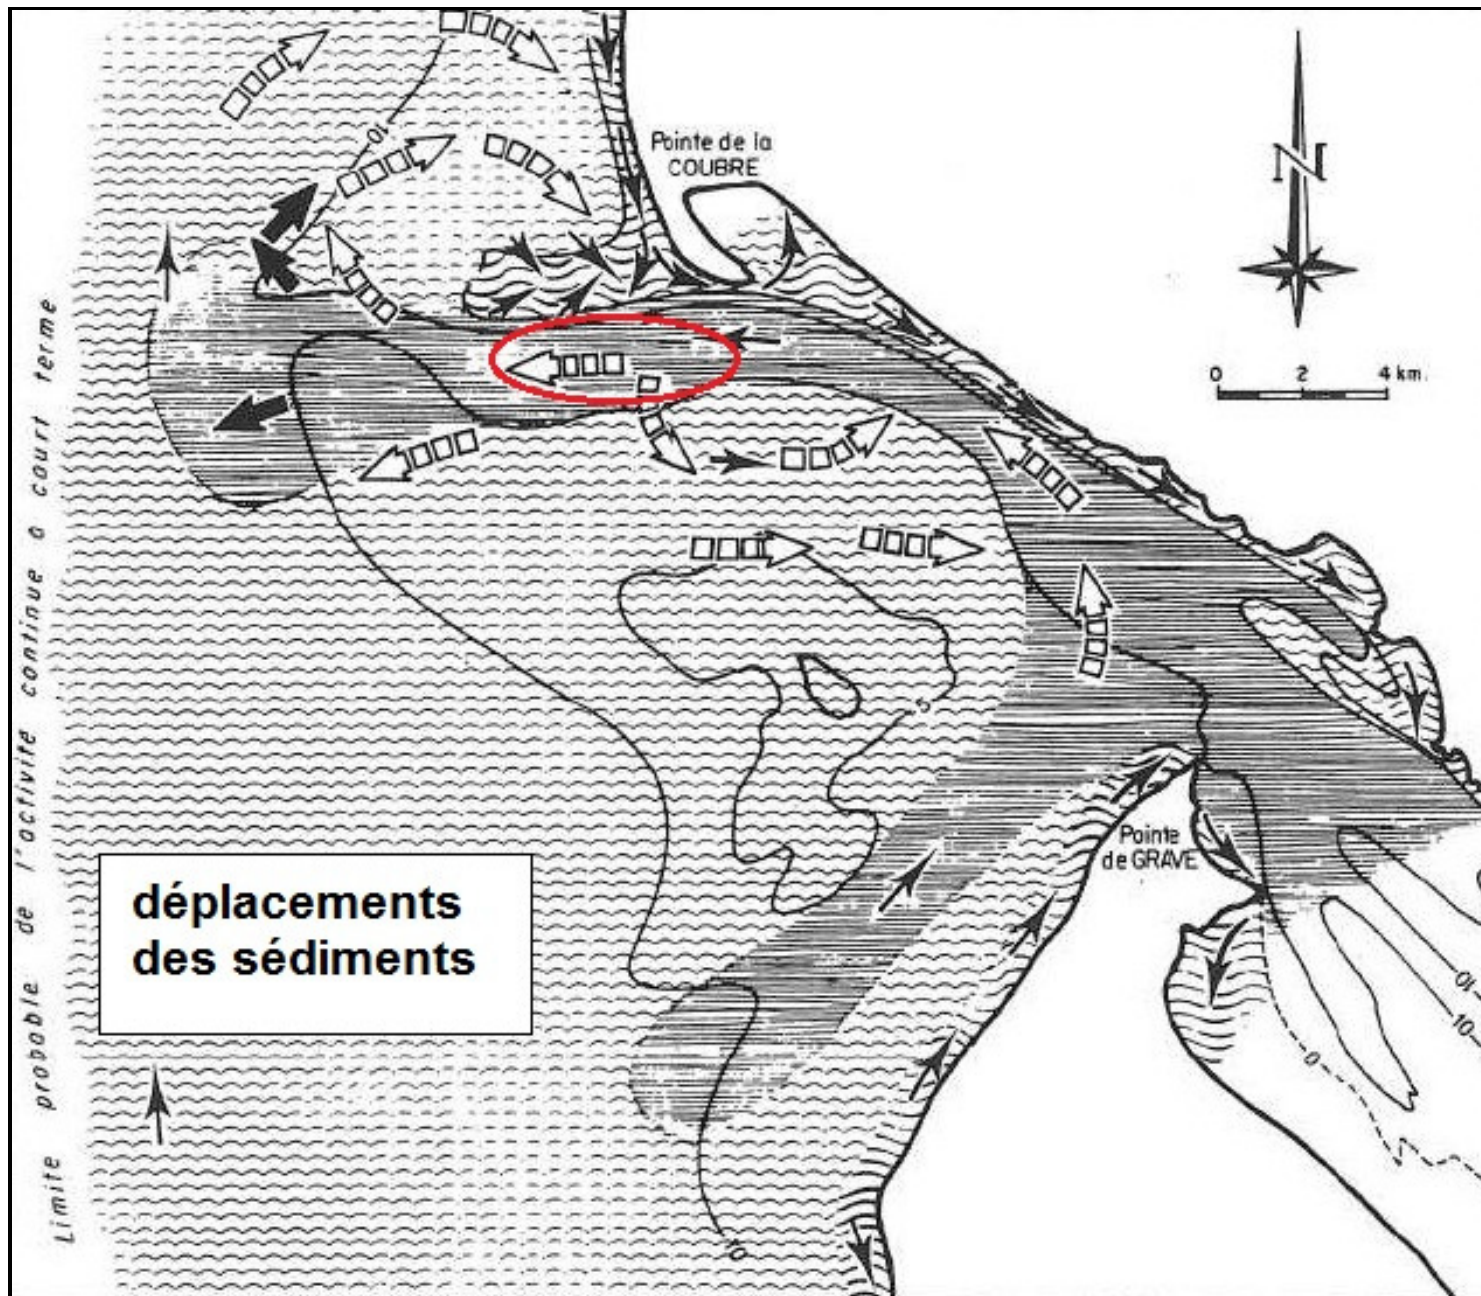 Pointe de la
COUBRE
N
0 2 4 km.
10
Limite probable de l'activité continue à court terme
5
Pointe
de GRAVE
déplacements
des sédiments
10
10
0
10